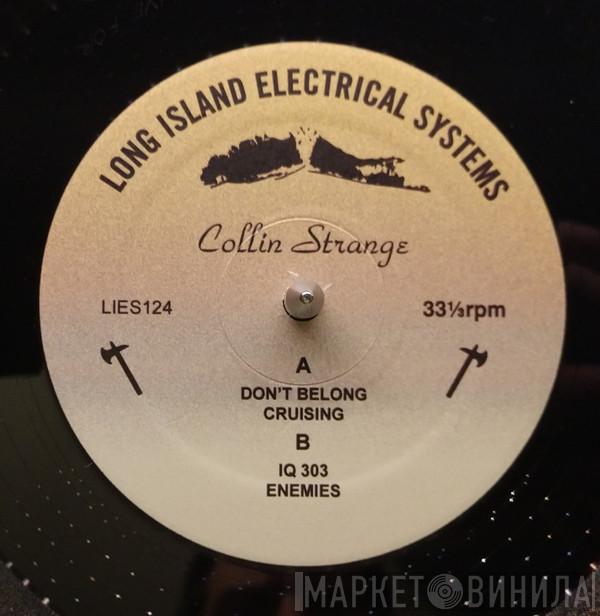 LONG ISLAND ELECTRICAL SYSTEMS
Collin Strange
LIES124
33⅓rpm
A
DON'T BELONG
CRUISING
B
IQ 303
ENEMIES
МАРКЕТ ВИНИЛА